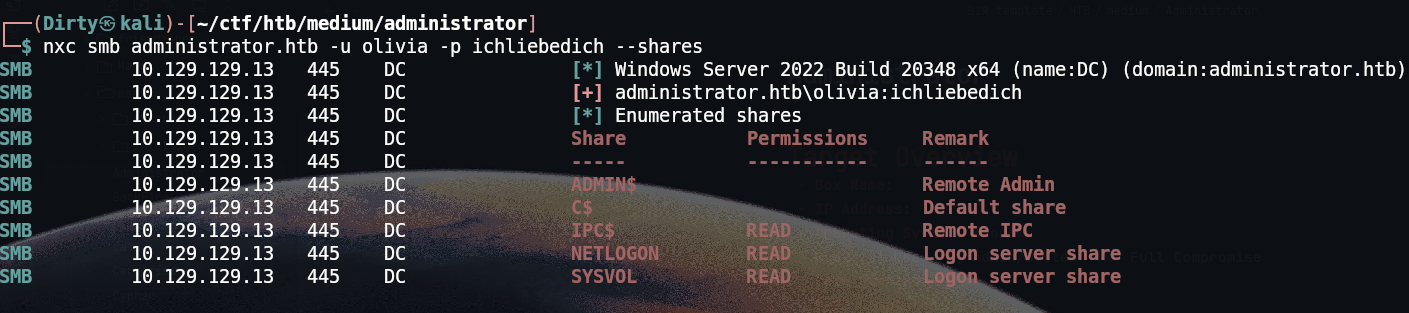 (Dirty㉿kali)-[~/ctf/htb/medium/administrator]
$ nxc smb administrator.htb -u olivia -p ichliebedich --shares
SMB 10.129.129.13 445 DC [*] Windows Server 2022 Build 20348 x64 (name:DC) (domain:administrator.htb)
SMB 10.129.129.13 445 DC [+] administrator.htb\olivia:ichliebedich
SMB 10.129.129.13 445 DC [*] Enumerated shares
SMB 10.129.129.13 445 DC Share Permissions Remark
SMB 10.129.129.13 445 DC ----- ----------- ------
SMB 10.129.129.13 445 DC ADMIN$ Remote Admin
SMB 10.129.129.13 445 DC C$ Default share
SMB 10.129.129.13 445 DC IPC$ READ Remote IPC
SMB 10.129.129.13 445 DC NETLOGON READ Logon server share
SMB 10.129.129.13 445 DC SYSVOL READ Logon server share